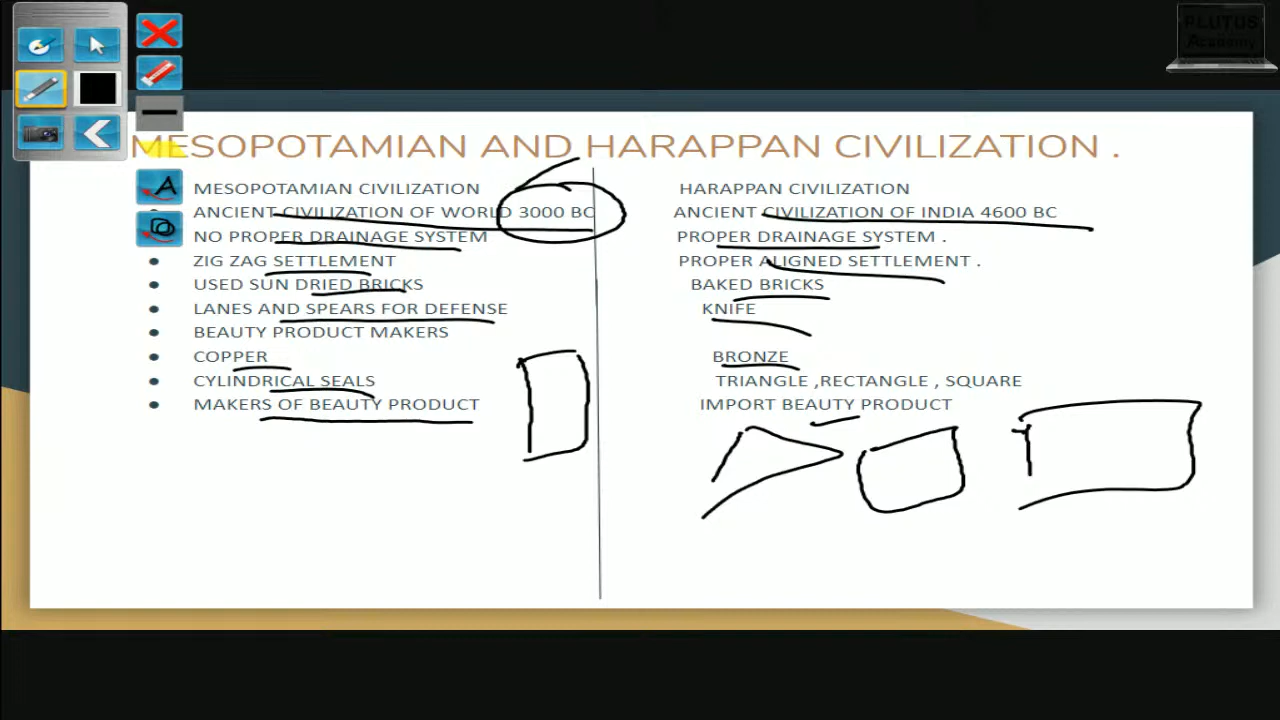 PLUTUS
Academy
MESOPOTAMIAN AND HARAPPAN CIVILIZATION .
MESOPOTAMIAN CIVILIZATION
ANCIENT CIVILIZATION OF WORLD 3000 BC
NO PROPER DRAINAGE SYSTEM
ZIG ZAG SETTLEMENT
USED SUN DRIED BRICKS
LANES AND SPEARS FOR DEFENSE
BEAUTY PRODUCT MAKERS
COPPER
CYLINDRICAL SEALS
MAKERS OF BEAUTY PRODUCT
HARAPPAN CIVILIZATION
ANCIENT CIVILIZATION OF INDIA 4600 BC
PROPER DRAINAGE SYSTEM .
PROPER ALIGNED SETTLEMENT .
BAKED BRICKS
KNIFE
BRONZE
TRIANGLE ,RECTANGLE , SQUARE
IMPORT BEAUTY PRODUCT